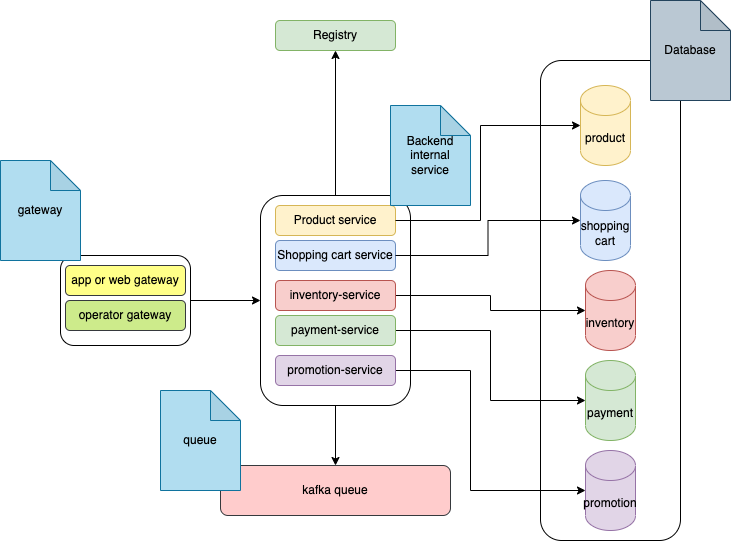 Registry
Database
Backend
internal
service
product
gateway
Product service
shopping
cart
Shopping cart service
app or web gateway
operator gateway
inventory-service
inventory
payment-service
promotion-service
payment
queue
kafka queue
promotion